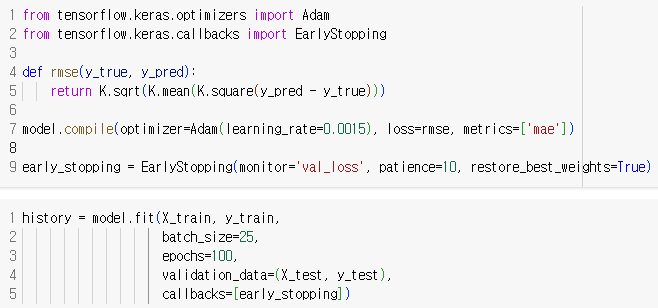 1 from tensorflow.keras.optimizers import Adam
2 from tensorflow.keras.callbacks import EarlyStopping
3
4 def rmse(y_true, y_pred):
5     return K.sqrt(K.mean(K.square(y_pred - y_true)))
6
7 model.compile(optimizer=Adam(learning_rate=0.0015), loss=rmse, metrics=['mae'])
8
9 early_stopping = EarlyStopping(monitor='val_loss', patience=10, restore_best_weights=True)
1 history = model.fit(X_train, y_train,
2                     batch_size=25,
3                     epochs=100,
4                     validation_data=(X_test, y_test),
5                     callbacks=[early_stopping])